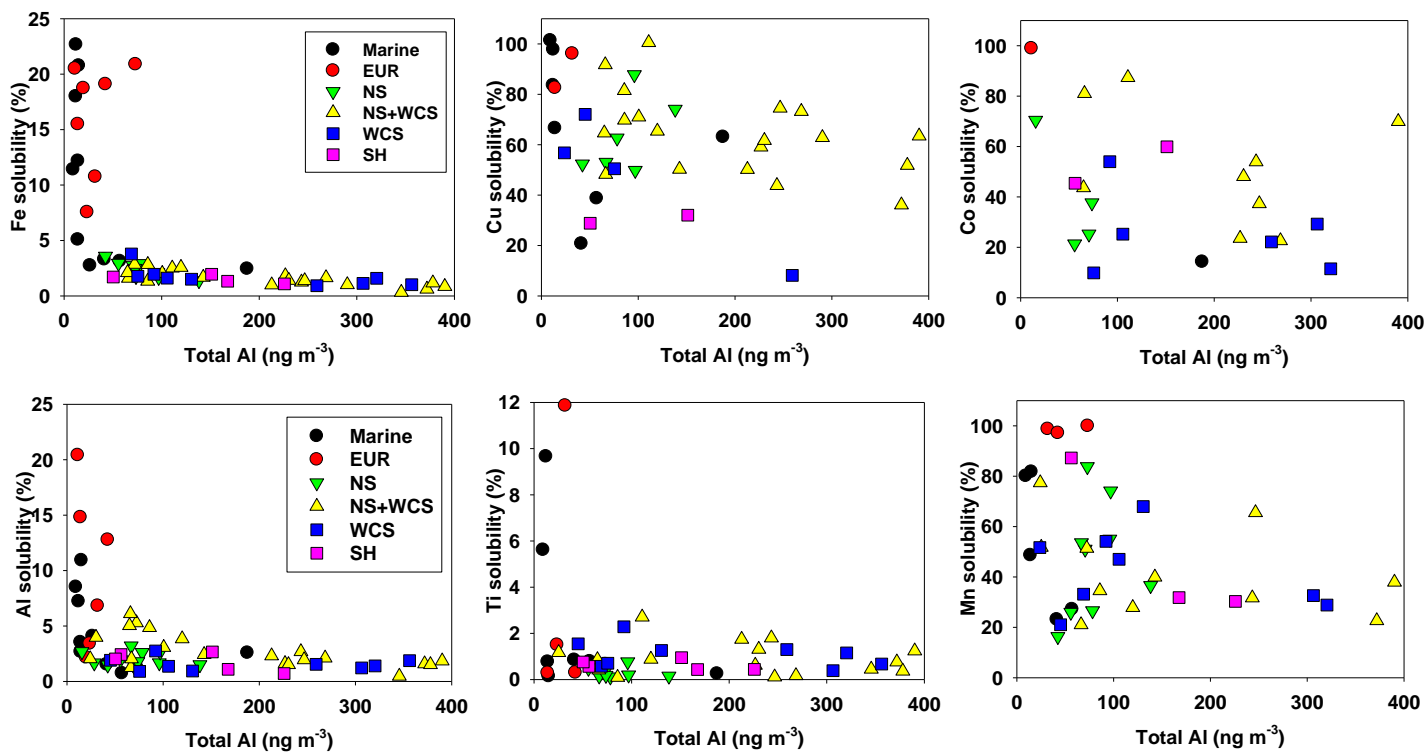 Fe solubility (%)
25
20
15
10
5
0
0 100 200 300 400
Total Al (ng m⁻³)
Marine
EUR
NS
NS+WCS
WCS
SH
Cu solubility (%)
100
80
60
40
20
0
0 100 200 300 400
Total Al (ng m⁻³)
Co solubility (%)
100
80
60
40
20
0
0 100 200 300 400
Total Al (ng m⁻³)
Al solubility (%)
25
20
15
10
5
0
0 100 200 300 400
Total Al (ng m⁻³)
Marine
EUR
NS
NS+WCS
WCS
SH
Ti solubility (%)
12
10
8
6
4
2
0
0 100 200 300 400
Total Al (ng m⁻³)
Mn solubility (%)
100
80
60
40
20
0
0 100 200 300 400
Total Al (ng m⁻³)